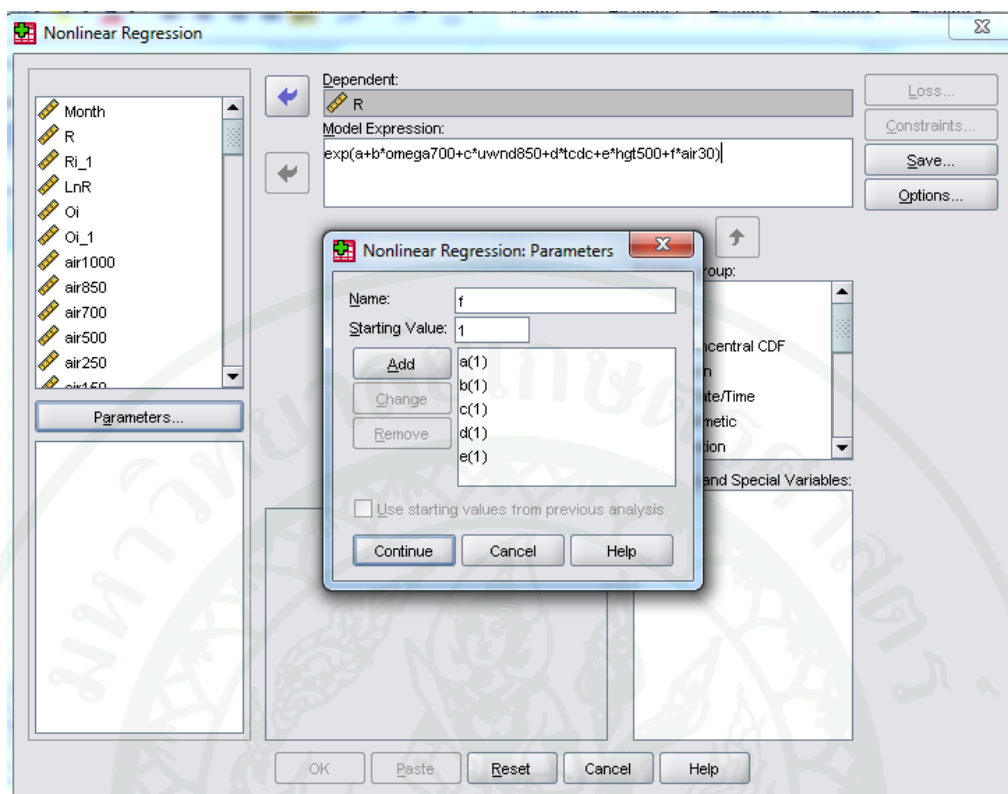 Nonlinear Regression
Month
R
Ri_1
LnR
Oi
Oi_1
air1000
air850
air700
air500
air250
air150
Parameters...
Dependent:
R
Model Expression:
exp(a+b*omega700+c*uwnd850+d*tcdc+e*hgt500+f*air30)
Loss...
Constraints...
Save...
Options...
Nonlinear Regression: Parameters
Name:
f
Starting Value:
1
Add
Change
Remove
a(1)
b(1)
c(1)
d(1)
e(1)
Use starting values from previous analysis
Continue
Cancel
Help
roup:
ncentral CDF
n
ate/Time
metic
tion
and Special Variables:
OK
Paste
Reset
Cancel
Help